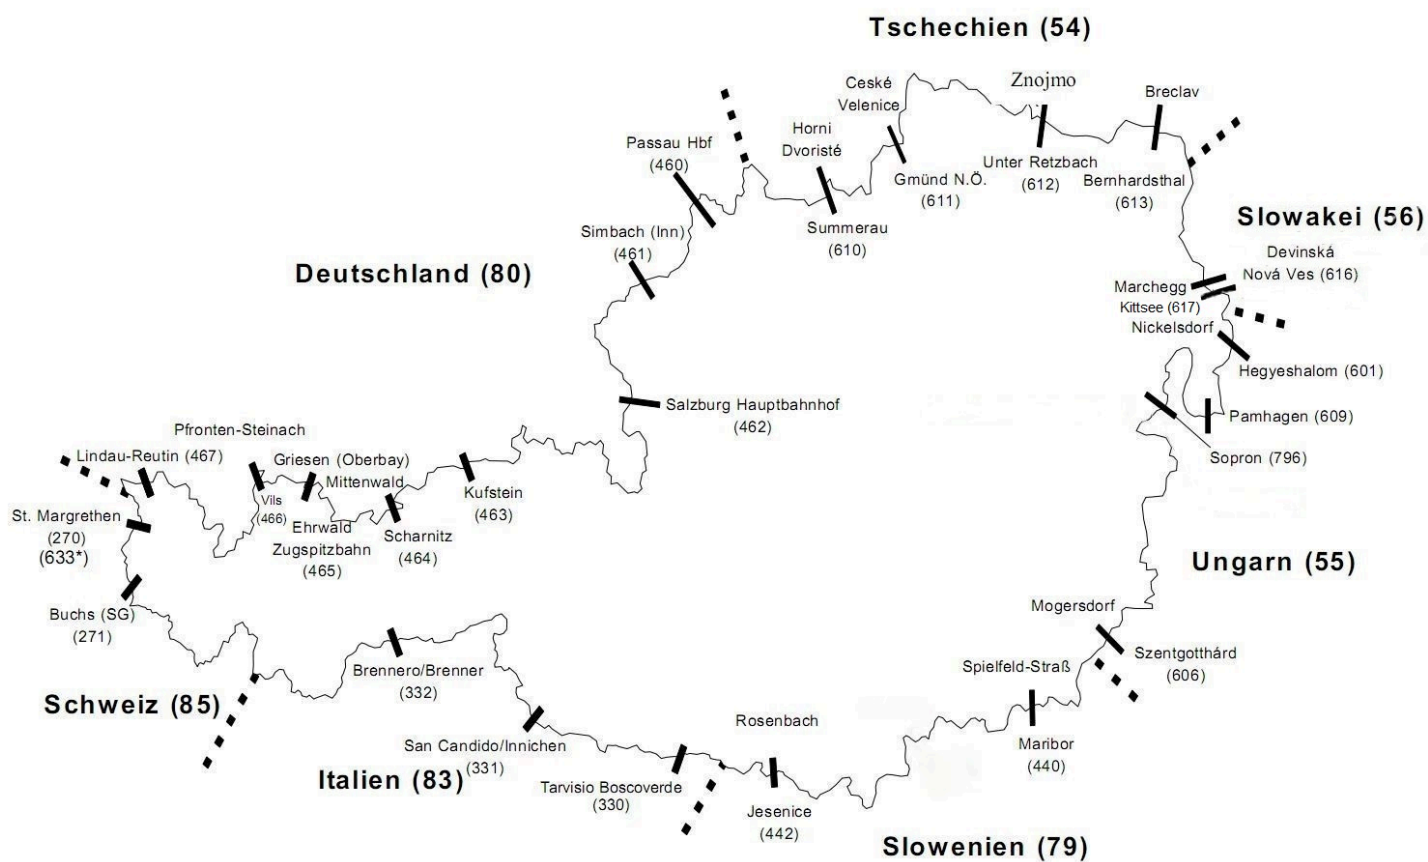 Tschechien (54)
Ceské
Velenice
Znojmo
Breclav
Horni
Dvoristé
Passau Hbf
(460)
Unter Retzbach
(612)
Gmünd N.Ö.
(611)
Bernhardsthal
(613)
Summerau
(610)
Simbach (Inn)
(461)
Slowakei (56)
Devinská
Nová Ves (616)
Deutschland (80)
Marchegg
Kittsee (617)
Nickelsdorf
Hegyeshalom (601)
Salzburg Hauptbahnhof
(462)
Pamhagen (609)
Sopron (796)
Pfronten-Steinach
Lindau-Reutin (467)
Griesen (Oberbay)
Mittenwald
Vils
(466)
Kufstein
(463)
St. Margrethen
(270)
(633*)
Ehrwald
Zugspitzbahn
(465)
Scharnitz
(464)
Ungarn (55)
Buchs (SG)
(271)
Mogersdorf
Szentgotthárd
(606)
Brennero/Brenner
(332)
Spielfeld-Straß
Schweiz (85)
Rosenbach
San Candido/Innichen
(331)
Maribor
(440)
Italien (83)
Tarvisio Boscoverde
(330)
Jesenice
(442)
Slowenien (79)